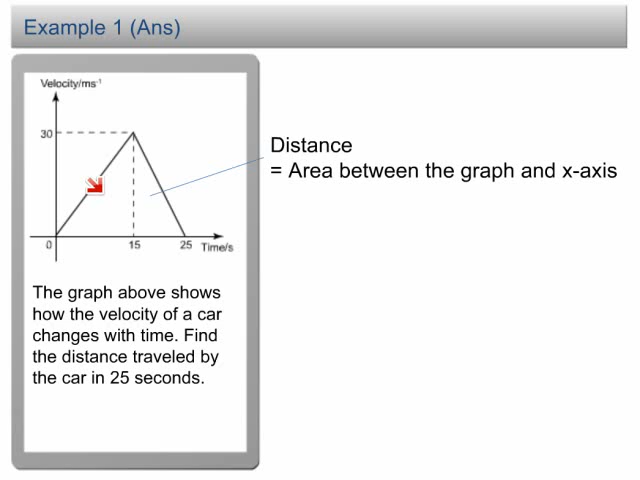 Example 1 (Ans)
Velocity/ms⁻¹
30
0
15
25
Time/s
Distance
= Area between the graph and x-axis
The graph above shows
how the velocity of a car
changes with time. Find
the distance traveled by
the car in 25 seconds.